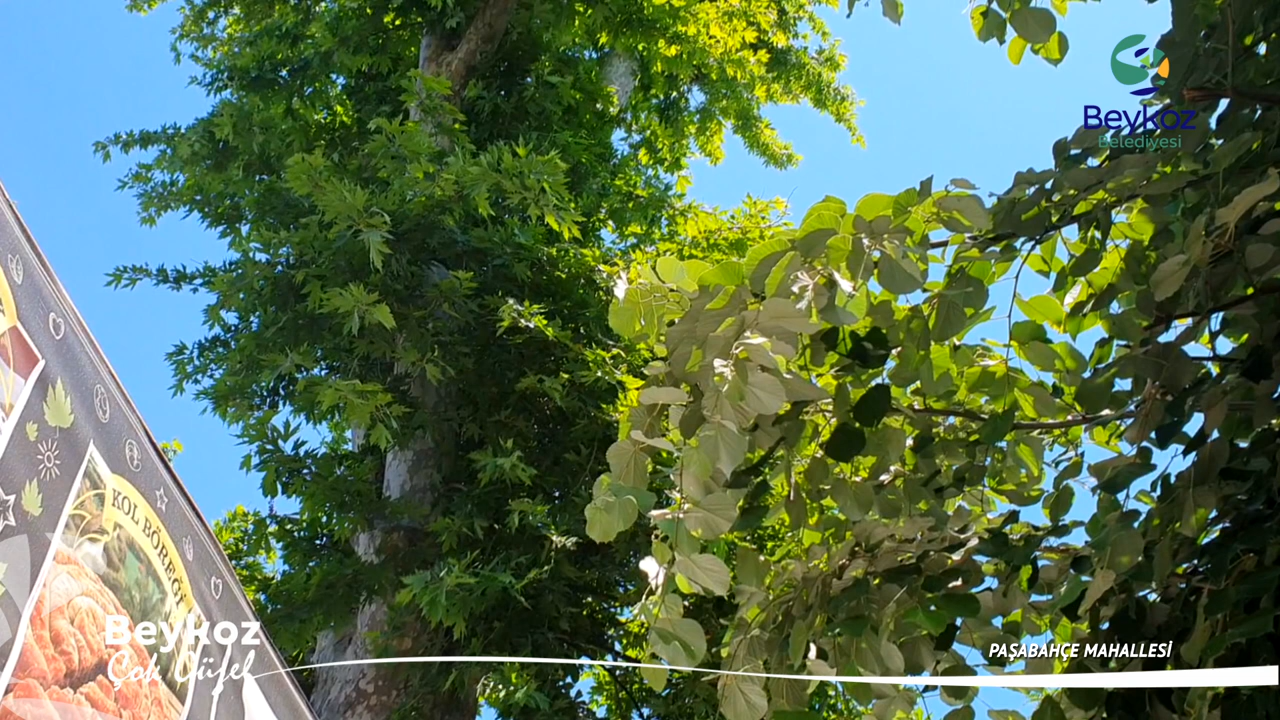 Beykoz
Belediyesi
KOL BÖREĞİ
Beykoz
Çok Güzel
PAŞABAHÇE MAHALLESİ